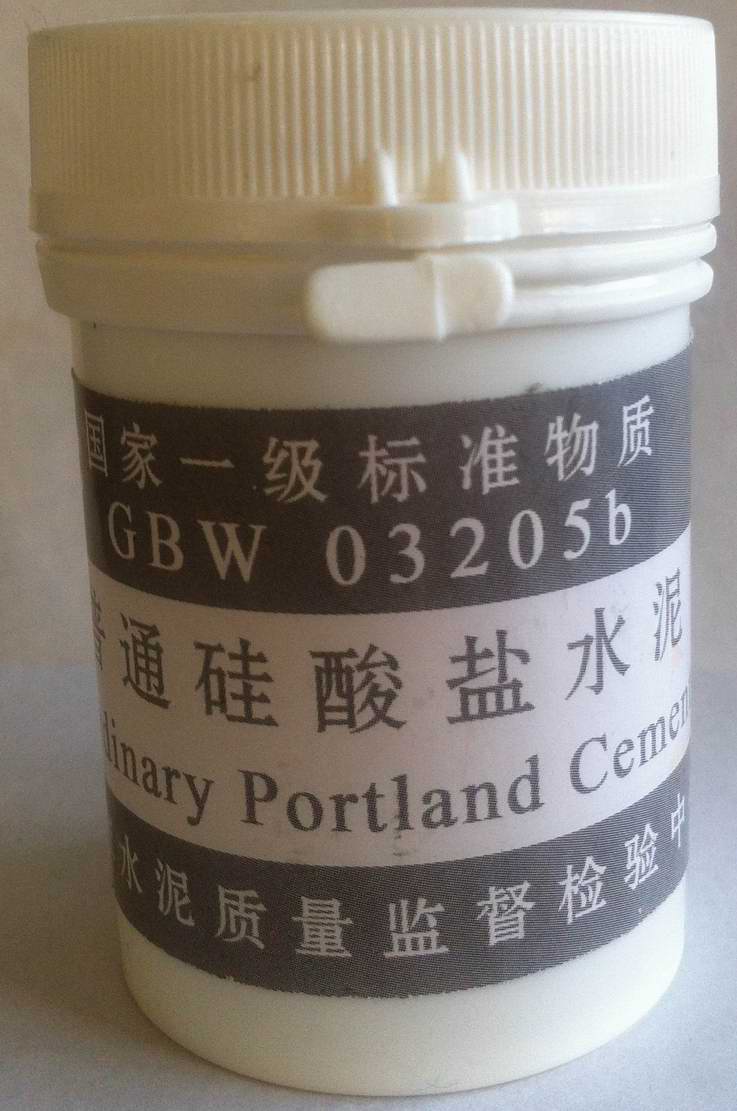 国家一级标准物质
GBW 03205b
普通硅酸盐水泥
dinary Portland Cemen
水泥质量监督检验中